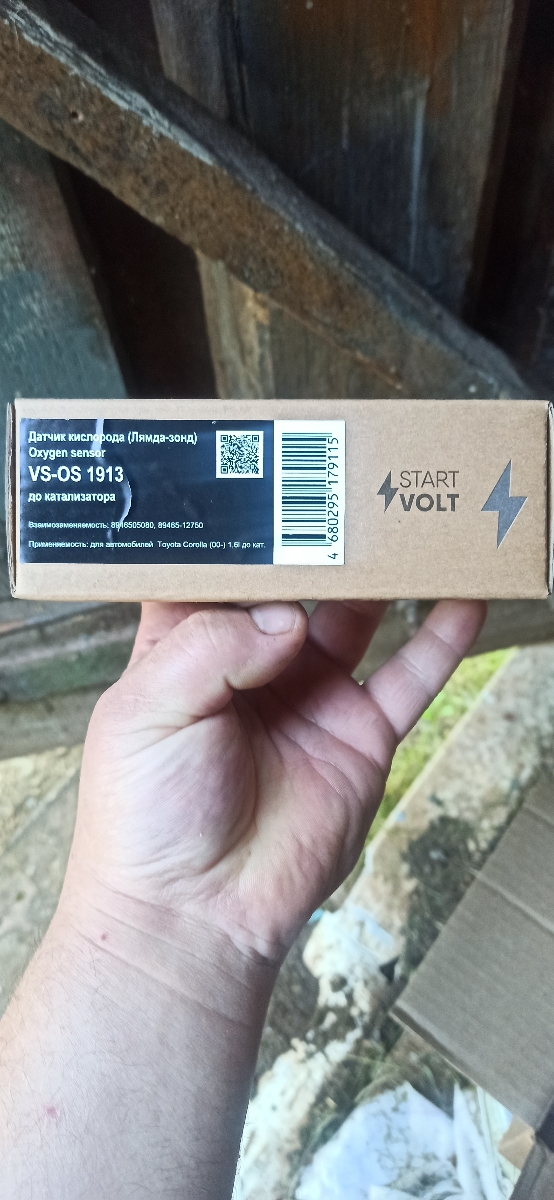 Датчик кислорода (Лямда-зонд)
Oxygen sensor
VS-OS 1913
до катализатора
Взаимозаменяемость: 8946505080, 89465-12750
Применяемость: для автомобилей Toyota Corolla (00-) 1,6i до кат.
4 680295 179115
START
VOLT